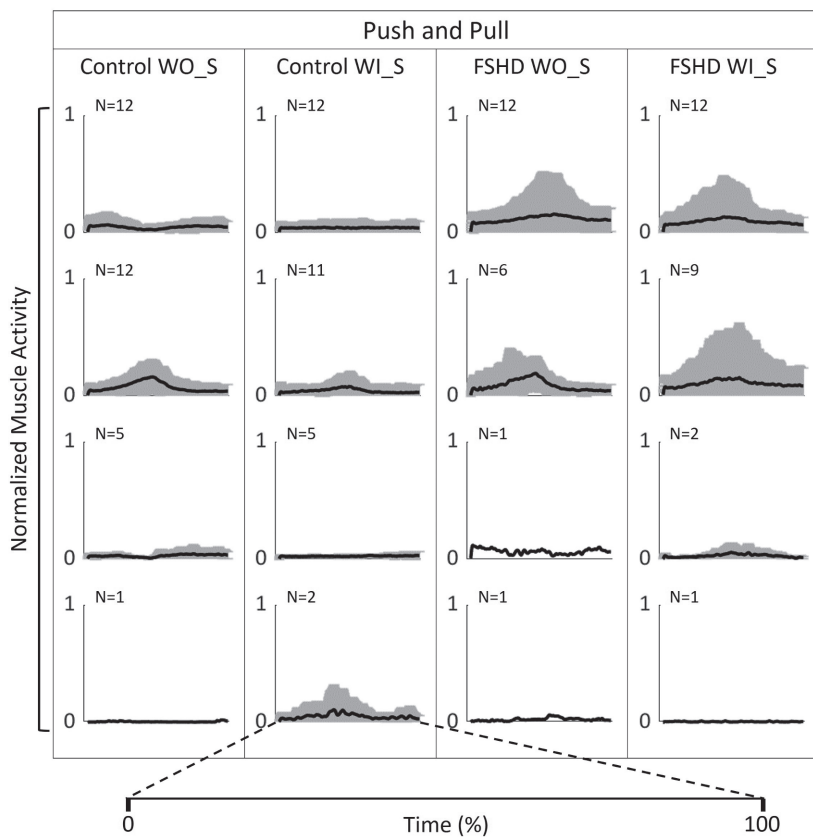 Push and Pull
Control WO_S Control WI_S FSHD WO_S FSHD WI_S
Normalized Muscle Activity
1 N=12 1 N=12 1 N=12 1 N=12
0 0 0 0
1 N=12 1 N=11 1 N=6 1 N=9
0 0 0 0
1 N=5 1 N=5 1 N=1 1 N=2
0 0 0 0
1 N=1 1 N=2 1 N=1 1 N=1
0 0 0 0
0 Time (%) 100